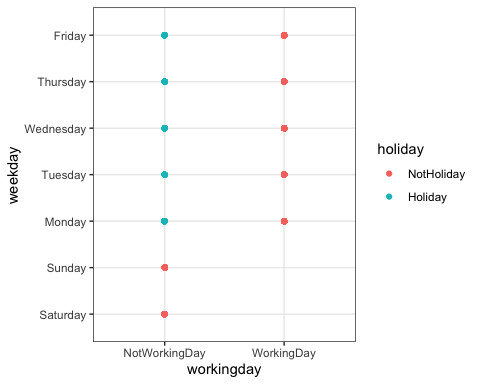 Friday
Thursday
Wednesday
Tuesday
Monday
Sunday
Saturday
weekday
NotWorkingDay WorkingDay
workingday
holiday
NotHoliday
Holiday